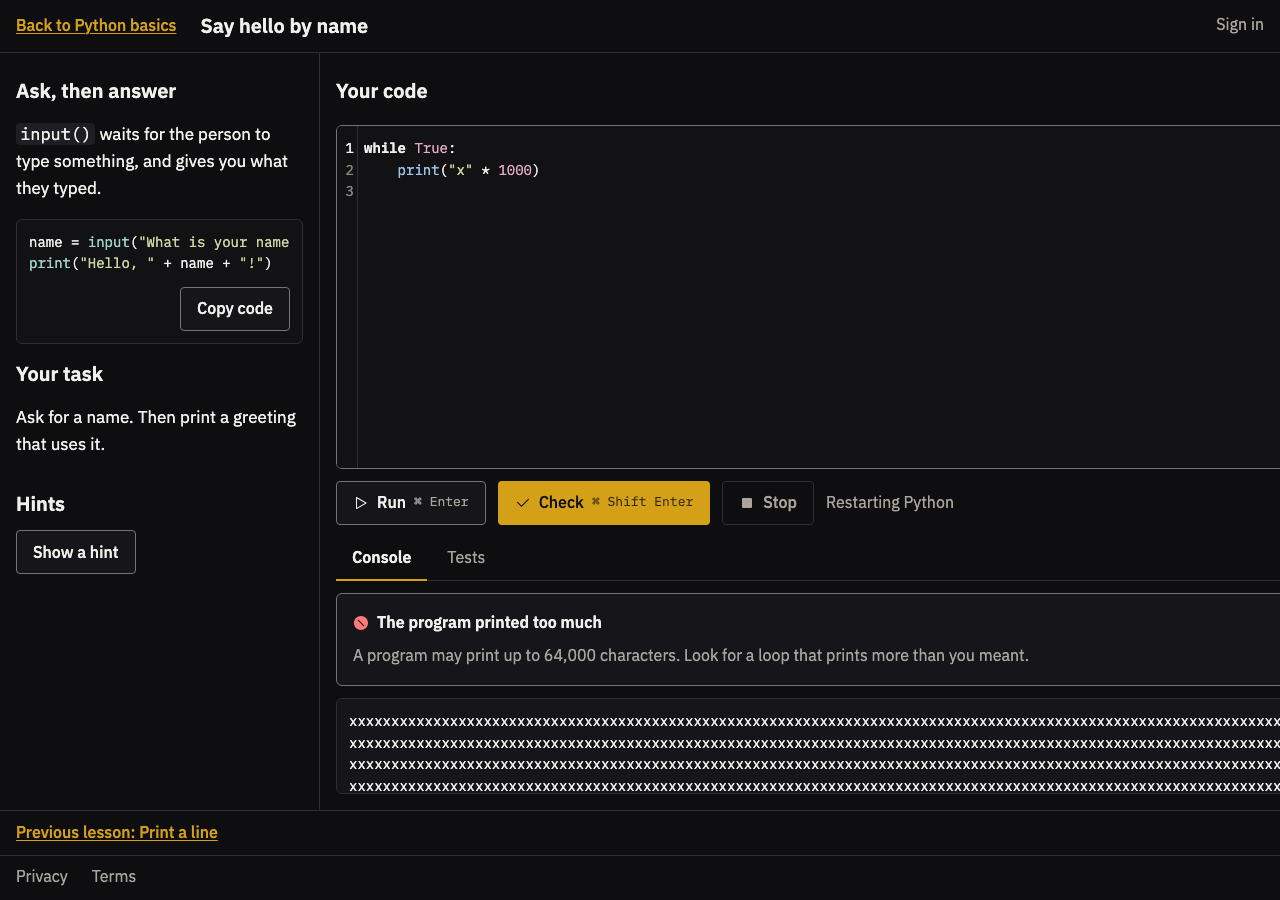 Back to Python basics
Say hello by name
Sign in
Ask, then answer
input() waits for the person to
type something, and gives you what
they typed.
name = input("What is your name
print("Hello, " + name + "!")
Copy code
Your task
Ask for a name. Then print a greeting
that uses it.
Hints
Show a hint
Your code
1 while True:
2     print("x" * 1000)
3
Run ⌘ Enter
Check ⌘ Shift Enter
Stop
Restarting Python
Console
Tests
The program printed too much
A program may print up to 64,000 characters. Look for a loop that prints more than you meant.
xxxxxxxxxxxxxxxxxxxxxxxxxxxxxxxxxxxxxxxxxxxxxxxxxxxxxxxxxxxxxxxxxxxxxxxxxxxxxxxxxxxxxxxxxxxxxxxxxxxxxxxxxxxxxxx
xxxxxxxxxxxxxxxxxxxxxxxxxxxxxxxxxxxxxxxxxxxxxxxxxxxxxxxxxxxxxxxxxxxxxxxxxxxxxxxxxxxxxxxxxxxxxxxxxxxxxxxxxxxxxxx
xxxxxxxxxxxxxxxxxxxxxxxxxxxxxxxxxxxxxxxxxxxxxxxxxxxxxxxxxxxxxxxxxxxxxxxxxxxxxxxxxxxxxxxxxxxxxxxxxxxxxxxxxxxxxxx
xxxxxxxxxxxxxxxxxxxxxxxxxxxxxxxxxxxxxxxxxxxxxxxxxxxxxxxxxxxxxxxxxxxxxxxxxxxxxxxxxxxxxxxxxxxxxxxxxxxxxxxxxxxxxxx
Previous lesson: Print a line
Privacy
Terms